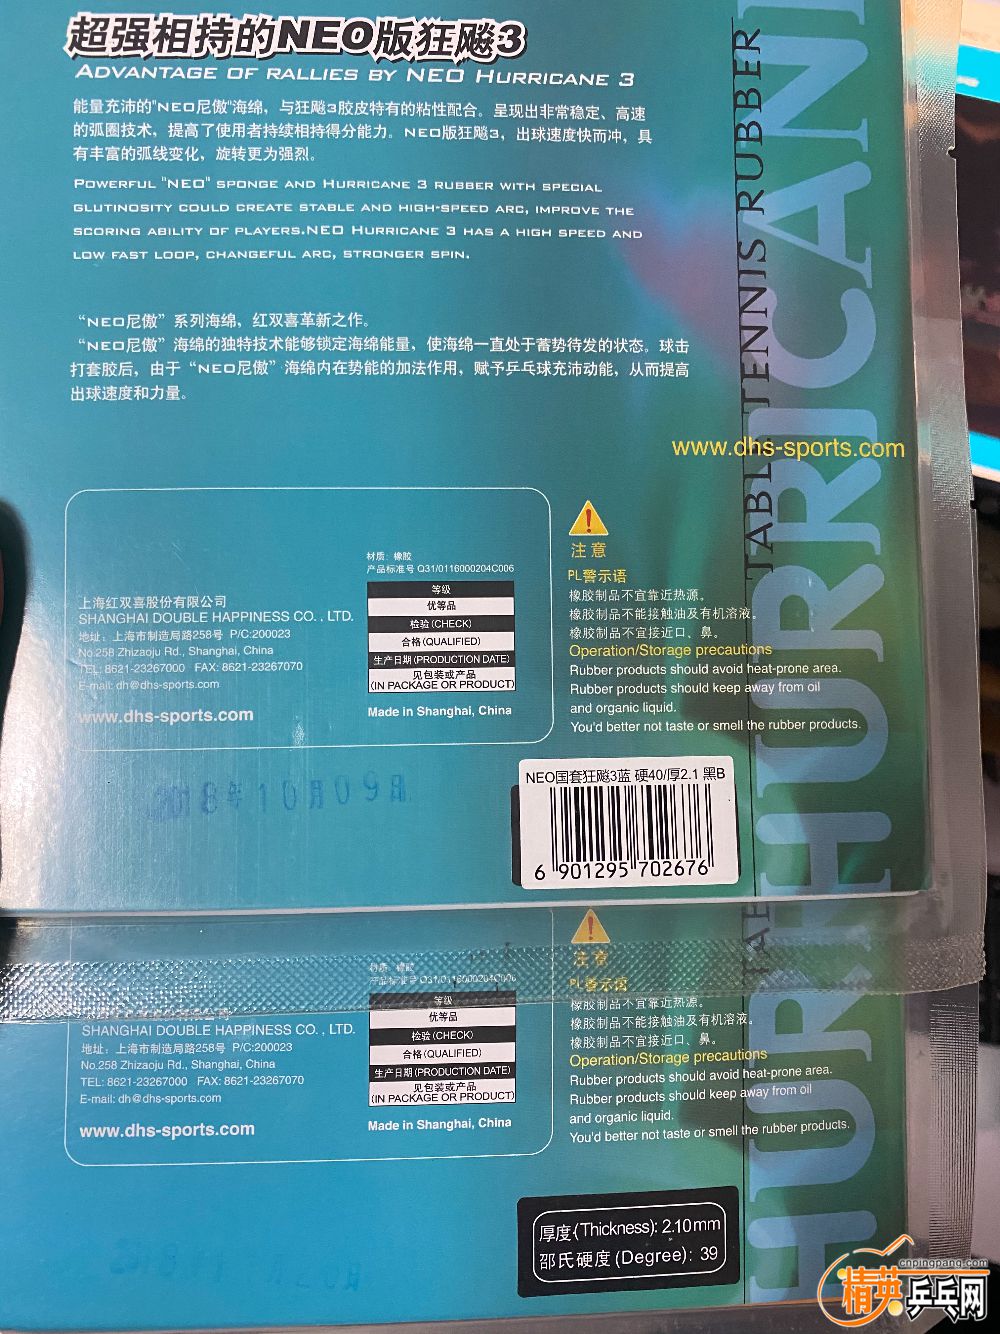 超强相持的NEO版狂飚3
ADVANTAGE OF RALLIES BY NEO HURRICANE 3
能量充沛的"NEO尼傲"海绵，与狂飚3胶皮特有的粘性配合。呈现出非常稳定、高速
的弧圈技术，提高了使用者持续相持得分能力。NEO版狂飚3，出球速度快而冲，具
有丰富的弧线变化，旋转更为强烈。
POWERFUL "NEO" SPONGE AND HURRICANE 3 RUBBER WITH SPECIAL
GLUTINOSITY COULD CREATE STABLE AND HIGH-SPEED ARC, IMPROVE THE
SCORING ABILITY OF PLAYERS.NEO HURRICANE 3 HAS A HIGH SPEED AND
LOW FAST LOOP, CHANGEFUL ARC, STRONGER SPIN.
“NEO尼傲”系列海绵，红双喜革新之作。
“NEO尼傲”海绵的独特技术能够锁定海绵能量，使海绵一直处于蓄势待发的状态。球击
打套胶后，由于“NEO尼傲”海绵内在势能的加法作用，赋予乒乓球充沛动能，从而提高
出球速度和力量。
www.dhs-sports.com
TABLE TENNIS RUBBER
HURRICAN
材质：橡胶
产品标准号 Q31/0116000204C006
等级
优等品
检验(CHECK)
合格(QUALIFIED)
生产日期(PRODUCTION DATE)
见包装或产品
(IN PACKAGE OR PRODUCT)
Made in Shanghai, China
上海红双喜股份有限公司
SHANGHAI DOUBLE HAPPINESS CO. , LTD.
地址：上海市制造局路258号 P/C:200023
No.258 Zhizaoju Rd., Shanghai, China
TEL: 8621-23267000 FAX: 8621-23267070
E-mail: dh@dhs-sports.com
www.dhs-sports.com
注意
PL警示语
橡胶制品不宜靠近热源。
橡胶制品不能接触油及有机溶液。
橡胶制品不宜接近口、鼻。
Operation/Storage precautions
Rubber products should avoid heat-prone area.
Rubber products should keep away from oil
and organic liquid.
You'd better not taste or smell the rubber products.
2018年10月09日
NEO国套狂飚3蓝 硬40/厚2.1 黑B
6 901295 702676
材质：橡胶
产品标准号 Q31/0116000204C006
等级
优等品
检验(CHECK)
合格(QUALIFIED)
生产日期(PRODUCTION DATE)
见包装或产品
(IN PACKAGE OR PRODUCT)
Made in Shanghai, China
SHANGHAI DOUBLE HAPPINESS CO. , LTD.
地址：上海市制造局路258号 P/C:200023
No.258 Zhizaoju Rd., Shanghai, China
TEL: 8621-23267000 FAX: 8621-23267070
E-mail: dh@dhs-sports.com
www.dhs-sports.com
注意
PL警示语
橡胶制品不宜靠近热源。
橡胶制品不能接触油及有机溶液。
橡胶制品不宜接近口、鼻。
Operation/Storage precautions
Rubber products should avoid heat-prone area.
Rubber products should keep away from oil
and organic liquid.
You'd better not taste or smell the rubber products.
TAB
HURR
厚度(Thickness): 2.10mm
邵氏硬度(Degree): 39
cnpingpang.com
精英乒乓网